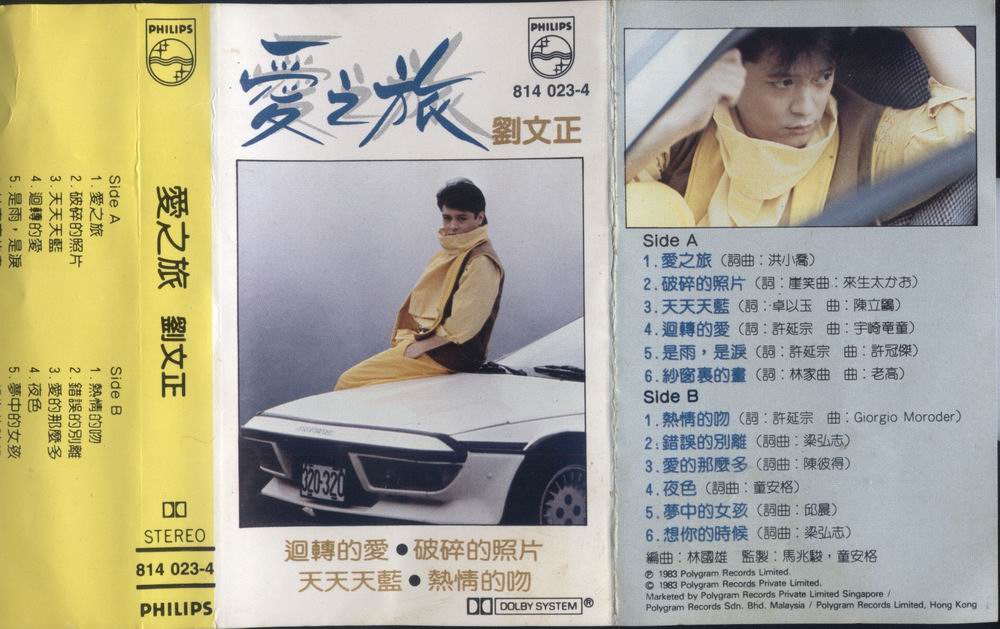 PHILIPS
Side A
1. 愛之旅
2. 破碎的照片
3. 天天天藍
4. 迴轉的愛
5. 是雨，是淚
Side B
1. 熱情的吻
2. 錯誤的別離
3. 愛的那麼多
4. 夜色
5. 夢中的女孩
愛之旅 劉文正
STEREO
814 023-4
PHILIPS
PHILIPS
814 023-4
愛之旅
劉文正
320-320
迴轉的愛●破碎的照片
天天天藍●熱情的吻
DOLBY SYSTEM®
Side A
1.愛之旅（詞曲：洪小喬）
2.破碎的照片（詞：崖笑曲：來生太かお）
3.天天天藍（詞：卓以玉 曲：陳立鷗）
4.迴轉的愛（詞：許延宗 曲：宇崎竜童）
5.是雨，是淚（詞：許延宗 曲：許冠傑）
6.紗窗裏的畫（詞：林家曲 曲：老高）
Side B
1.熱情的吻（詞：許延宗 曲：Giorgio Moroder）
2.錯誤的別離（詞曲：梁弘志）
3.愛的那麼多（詞曲：陳彼得）
4.夜色（詞曲：童安格）
5.夢中的女孩（詞曲：邱晨）
6.想你的時候（詞曲：梁弘志）
編曲：林國雄 監製：馬兆駿，童安格
℗ 1983 Polygram Records Limited.
© 1983 Polygram Records Private Limited.
Marketed by Polygram Records Private Limited Singapore /
Polygram Records Sdn. Bhd. Malaysia / Polygram Records Limited, Hong Kong